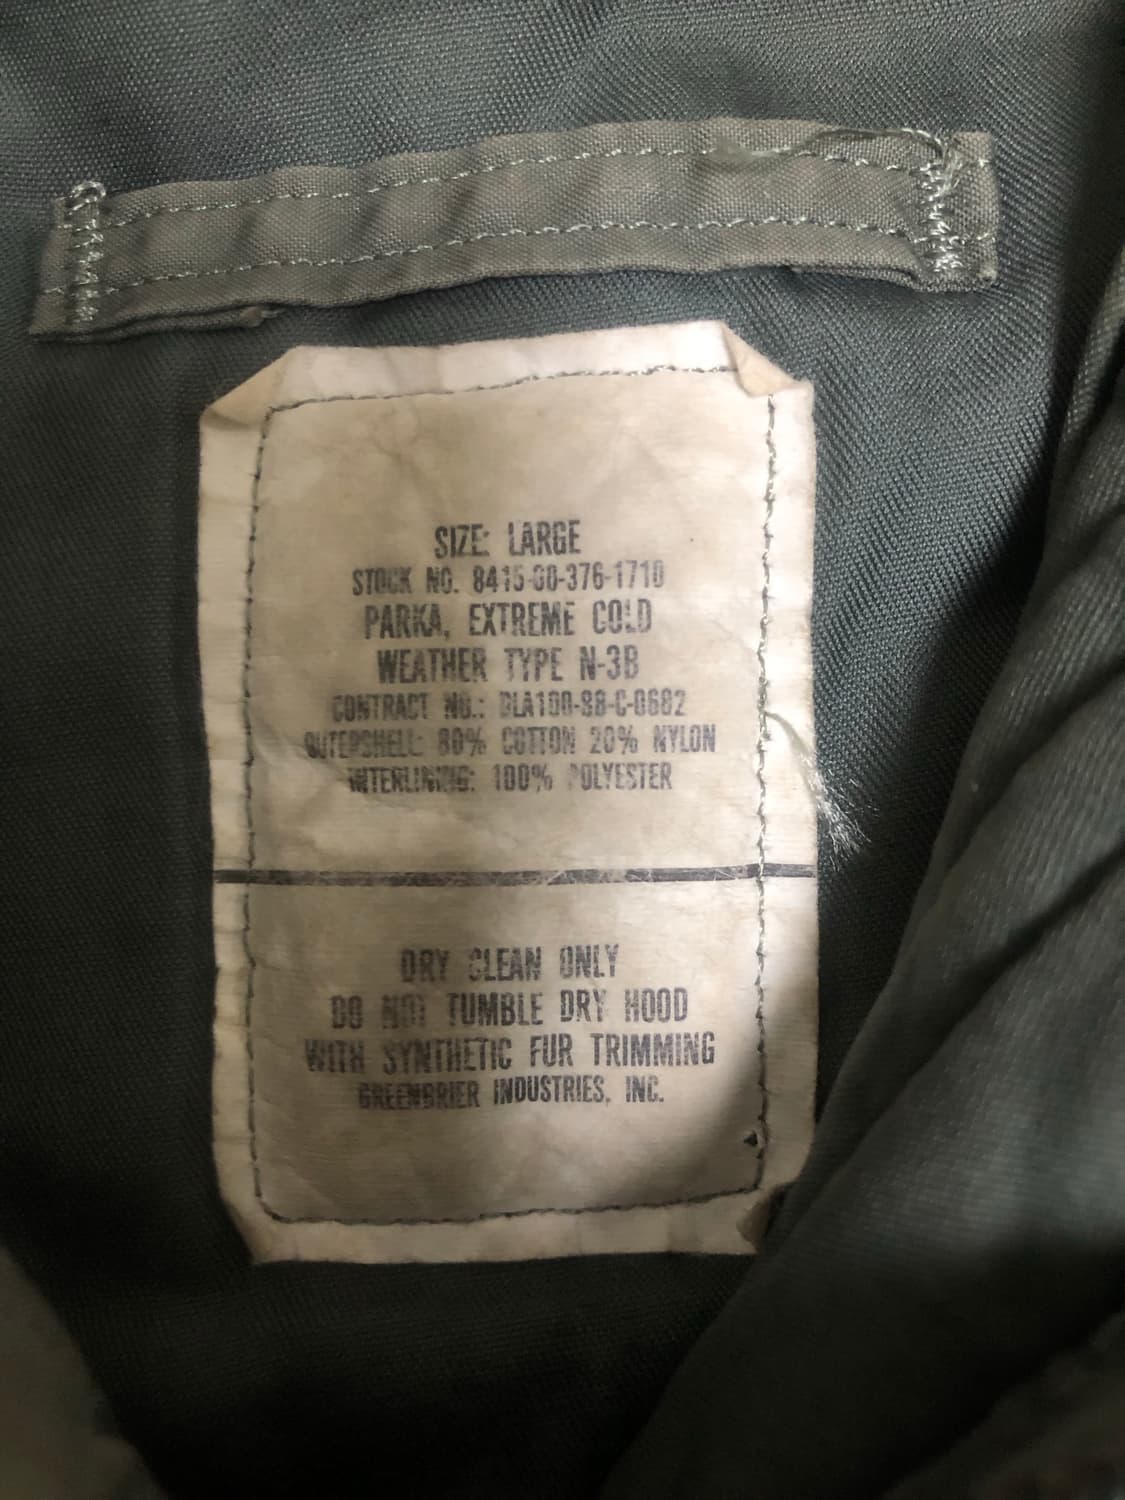 SIZE: LARGE
STOCK NO. 8415-00-376-1710
PARKA, EXTREME COLD
WEATHER TYPE N-3B
CONTRACT NO.: DLA100-88-C-0682
OUTERSHELL: 80% COTTON 20% NYLON
INTERLINING: 100% POLYESTER
DRY CLEAN ONLY
DO NOT TUMBLE DRY HOOD
WITH SYNTHETIC FUR TRIMMING
GREENBRIER INDUSTRIES, INC.